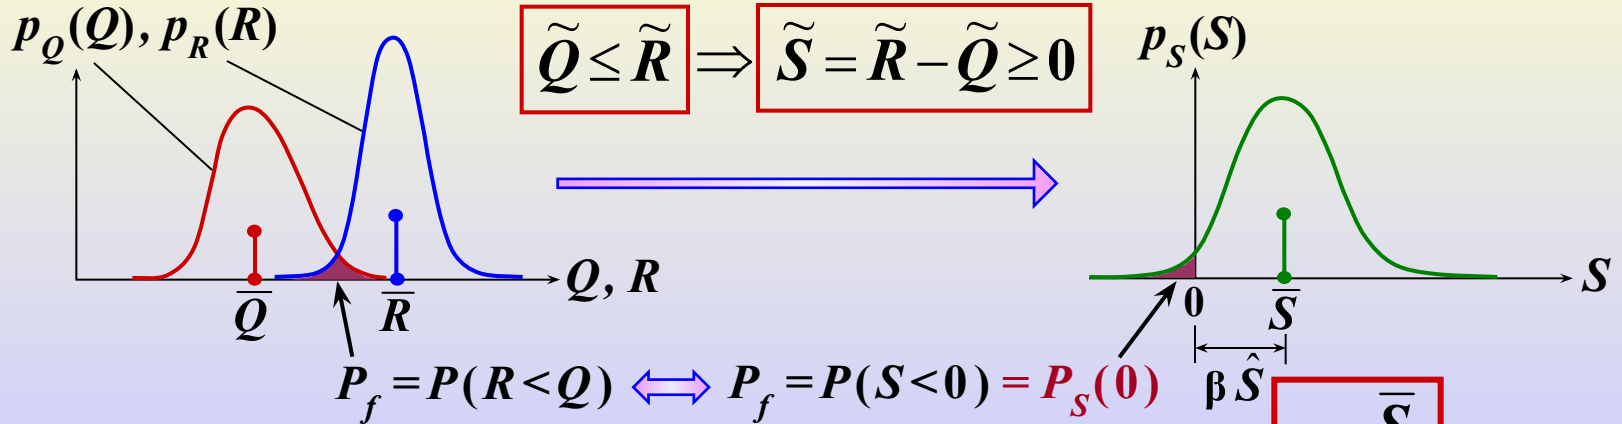 p_Q(Q), p_R(R)
Q̃ ≤ R̃ ⇒ S̃ = R̃ − Q̃ ≥ 0
p_S(S)
Q, R
S
Q̅
R̅
0
S̅
P_f = P(R < Q) ⇔ P_f = P(S < 0) = P_S(0)
β Ŝ
S̅